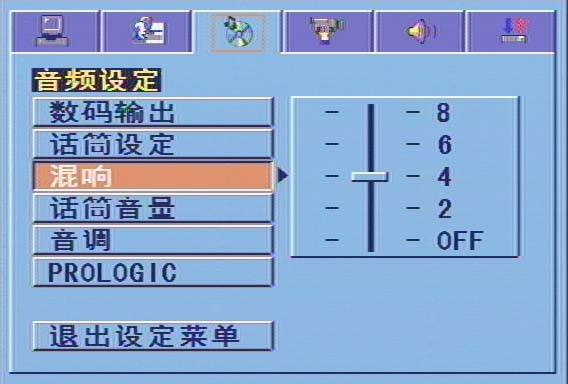 音频设定
数码输出
话筒设定
混响
话筒音量
音调
PROLOGIC
退出设定菜单
- - 8
- - 6
- - 4
- - 2
- - OFF